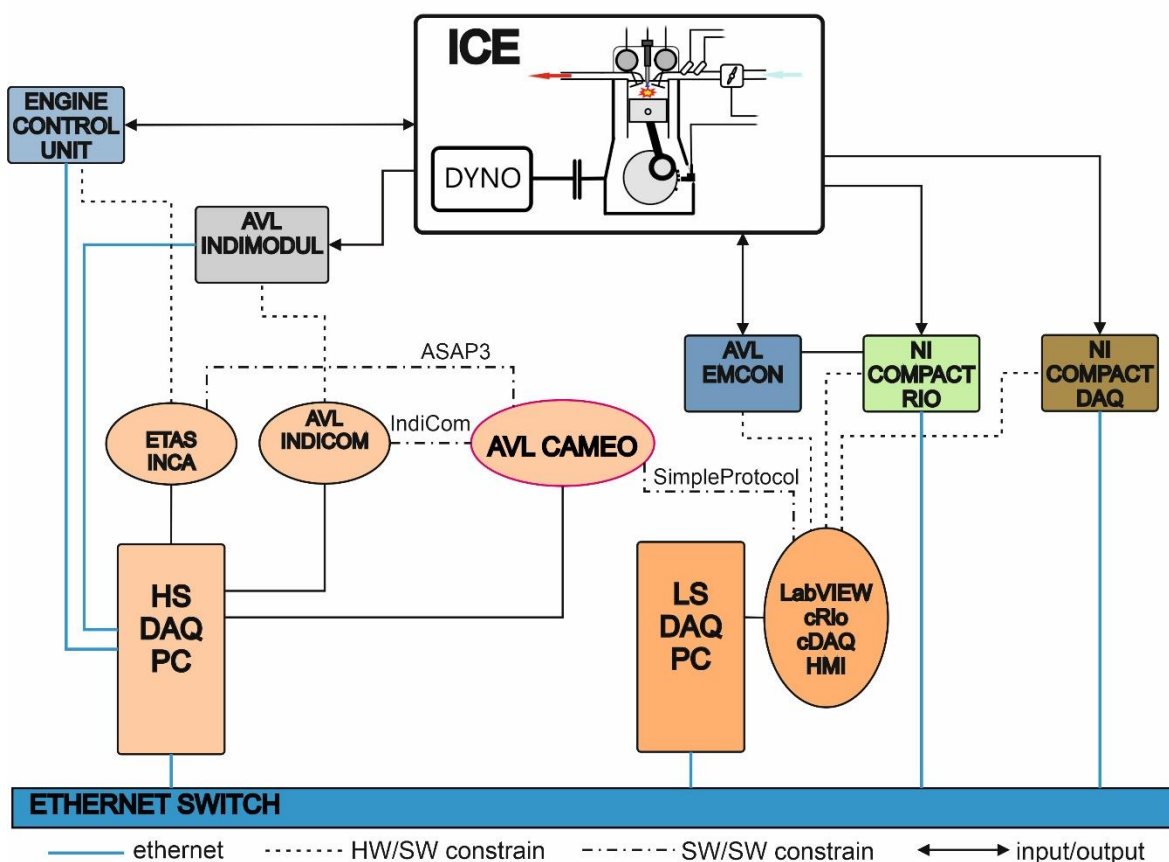 ICE
ENGINE
CONTROL
UNIT
DYNO
AVL
INDIMODUL
ASAP3
AVL
EMCON
NI
COMPACT
RIO
NI
COMPACT
DAQ
ETAS
INCA
AVL
INDICOM
IndiCom
AVL CAMEO
SimpleProtocol
HS
DAQ
PC
LS
DAQ
PC
LabVIEW
cRIo
cDAQ
HMI
ETHERNET SWITCH
ethernet
HW/SW constrain
SW/SW constrain
input/output